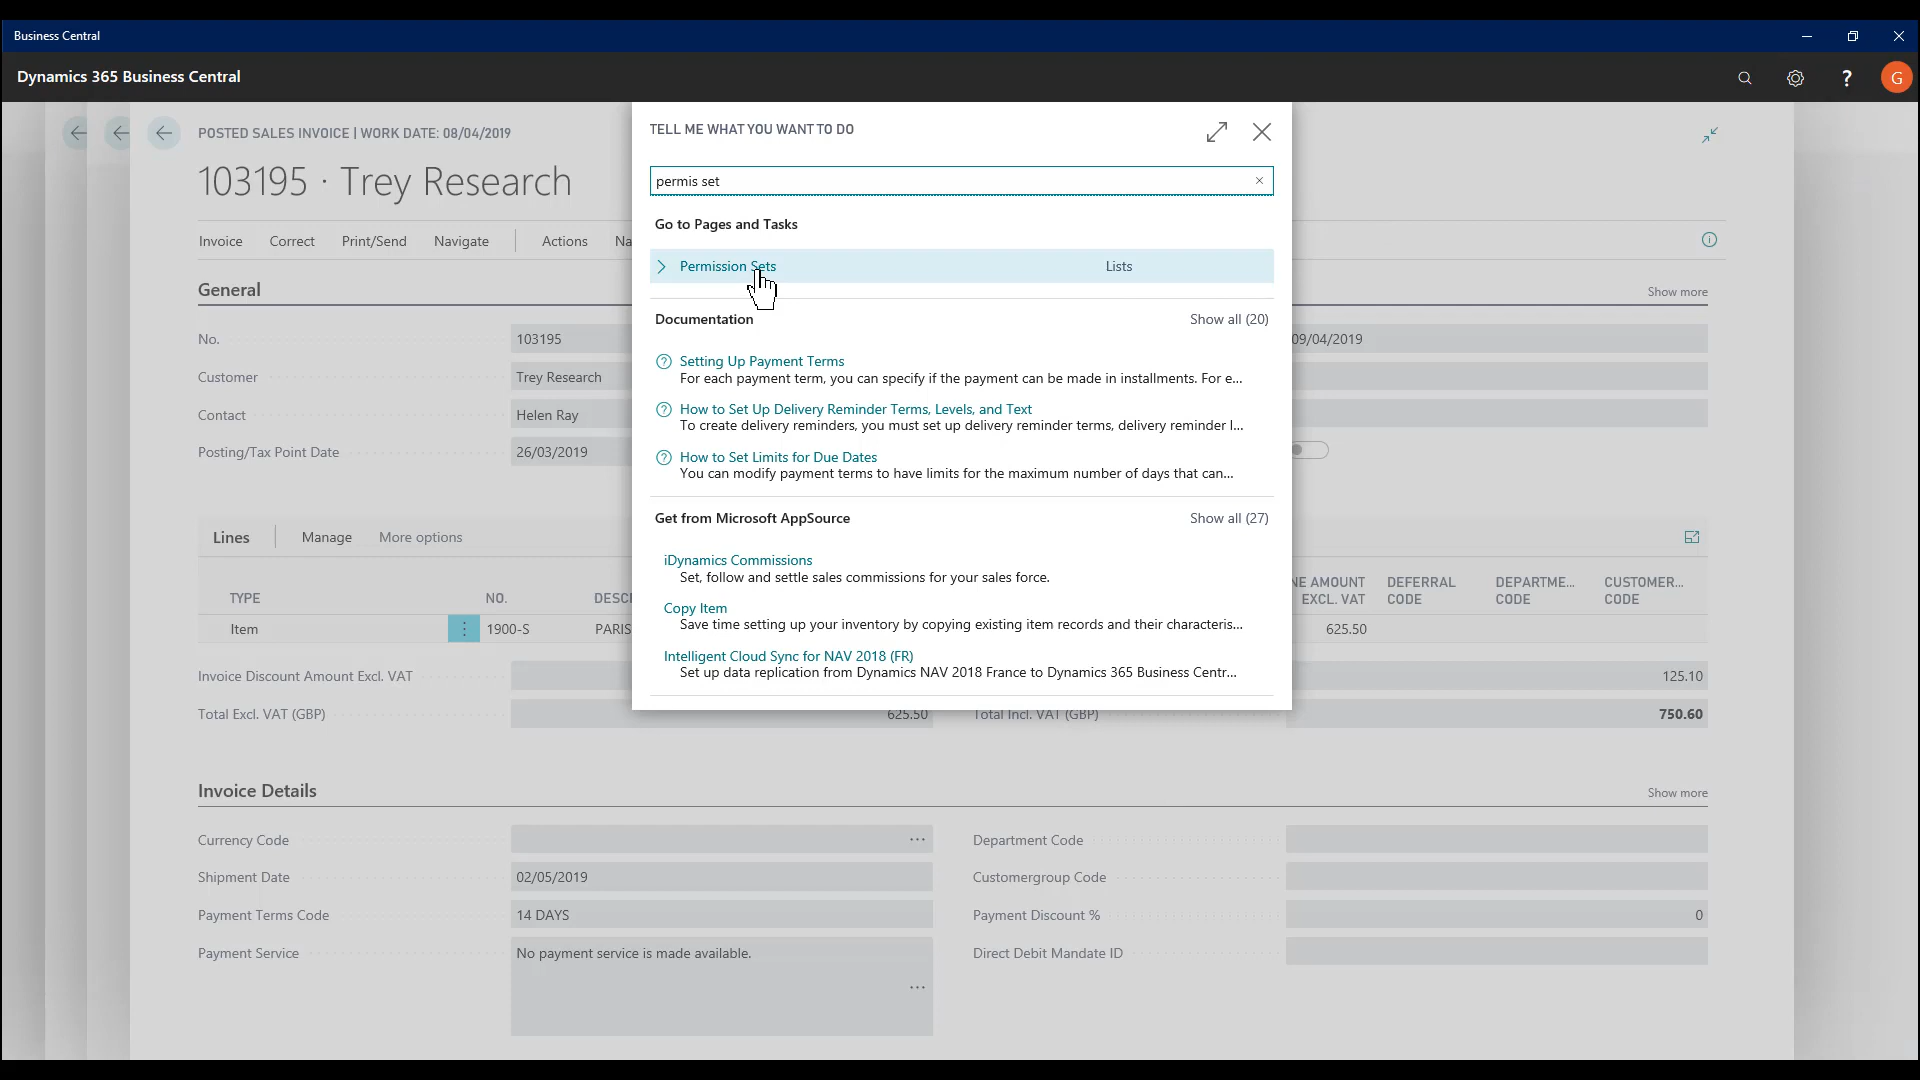 Business Central
Dynamics 365 Business Central
?
G
POSTED SALES INVOICE | WORK DATE: 08/04/2019
103195 · Trey Research
Invoice Correct Print/Send Navigate Actions Na
TELL ME WHAT YOU WANT TO DO
permis set
Go to Pages and Tasks
Permission Sets Lists
Documentation Show all (20)
Setting Up Payment Terms
For each payment term, you can specify if the payment can be made in installments. For e...
How to Set Up Delivery Reminder Terms, Levels, and Text
To create delivery reminders, you must set up delivery reminder terms, delivery reminder l...
How to Set Limits for Due Dates
You can modify payment terms to have limits for the maximum number of days that can...
Get from Microsoft AppSource Show all (27)
iDynamics Commissions
Set, follow and settle sales commissions for your sales force.
Copy Item
Save time setting up your inventory by copying existing item records and their characteris...
Intelligent Cloud Sync for NAV 2018 (FR)
Set up data replication from Dynamics NAV 2018 France to Dynamics 365 Business Centr...
General Show more
No. 103195 09/04/2019
Customer Trey Research
Contact Helen Ray
Posting/Tax Point Date 26/03/2019
Lines Manage More options
TYPE NO. DESCR NE AMOUNT EXCL. VAT DEFERRAL CODE DEPARTME... CODE CUSTOMER... CODE
Item 1900-S PARIS 625.50
Invoice Discount Amount Excl. VAT 125.10
Total Excl. VAT (GBP) 625.50 Total Incl. VAT (GBP) 750.60
Invoice Details Show more
Currency Code ... Department Code
Shipment Date 02/05/2019 Customergroup Code
Payment Terms Code 14 DAYS Payment Discount % 0
Payment Service No payment service is made available. ... Direct Debit Mandate ID